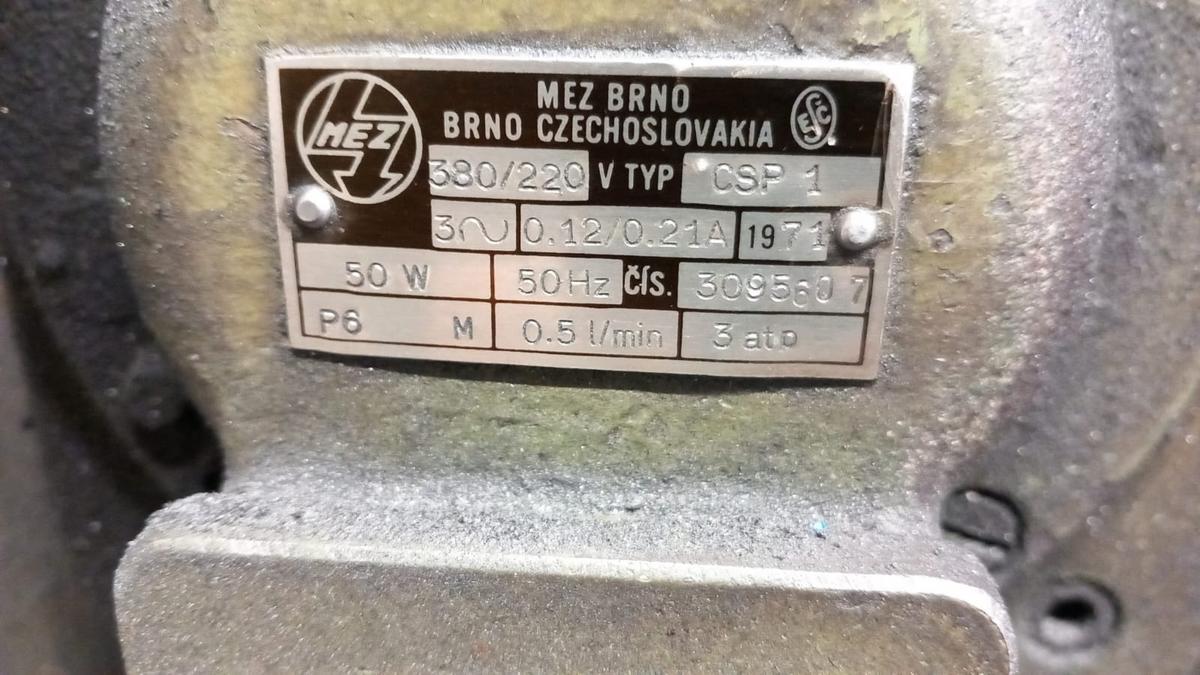 MEZ
MEZ BRNO
BRNO CZECHOSLOVAKIA
ESČ
380/220 V TYP CSP 1
3∿ 0.12/0.21A 1971
50 W 50Hz čís. 3095607
P6 M 0.5 l/min 3 atp